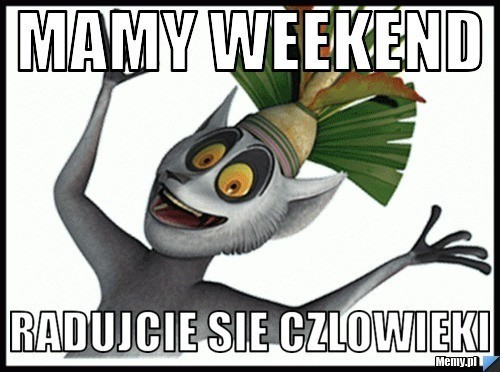 MAMY WEEKEND
RADUJCIE SIE CZLOWIEKI
Memy.pl